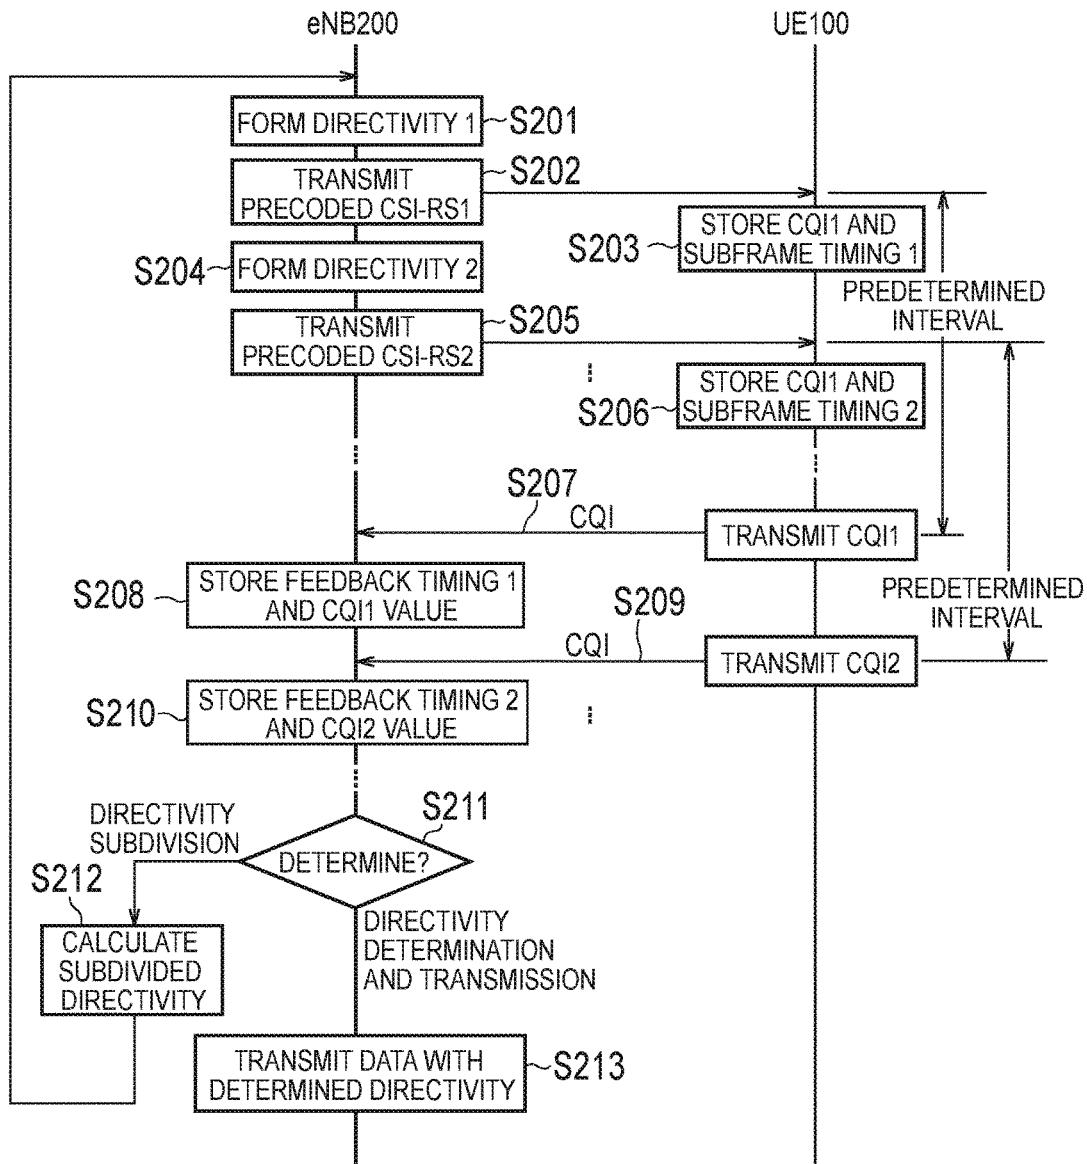 eNB200
UE100
FORM DIRECTIVITY 1
S201
TRANSMIT
PRECODED CSI-RS1
S202
STORE CQI1 AND
SUBFRAME TIMING 1
S203
S204
FORM DIRECTIVITY 2
PREDETERMINED
INTERVAL
TRANSMIT
PRECODED CSI-RS2
S205
STORE CQI1 AND
SUBFRAME TIMING 2
S206
S207
CQI
TRANSMIT CQI1
S208
STORE FEEDBACK TIMING 1
AND CQI1 VALUE
PREDETERMINED
INTERVAL
S209
CQI
TRANSMIT CQI2
S210
STORE FEEDBACK TIMING 2
AND CQI2 VALUE
DIRECTIVITY
SUBDIVISION
S211
DETERMINE?
S212
CALCULATE
SUBDIVIDED
DIRECTIVITY
DIRECTIVITY
DETERMINATION
AND TRANSMISSION
TRANSMIT DATA WITH
DETERMINED DIRECTIVITY
S213